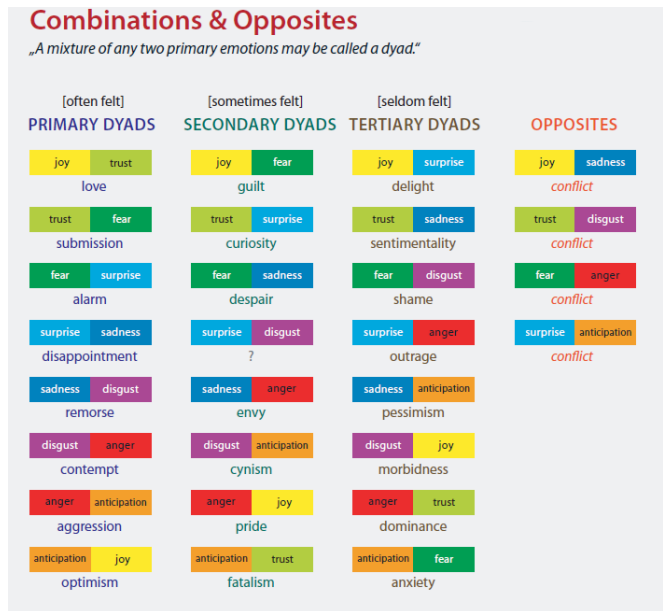 Combinations & Opposites
„A mixture of any two primary emotions may be called a dyad.“
[often felt] [sometimes felt] [seldom felt]
PRIMARY DYADS SECONDARY DYADS TERTIARY DYADS OPPOSITES
joy trust joy fear joy surprise joy sadness
love guilt delight conflict
trust fear trust surprise trust sadness trust disgust
submission curiosity sentimentality conflict
fear surprise fear sadness fear disgust fear anger
alarm despair shame conflict
surprise sadness surprise disgust surprise anger surprise anticipation
disappointment ? outrage conflict
sadness disgust sadness anger sadness anticipation
remorse envy pessimism
disgust anger disgust anticipation disgust joy
contempt cynism morbidness
anger anticipation anger joy anger trust
aggression pride dominance
anticipation joy anticipation trust anticipation fear
optimism fatalism anxiety